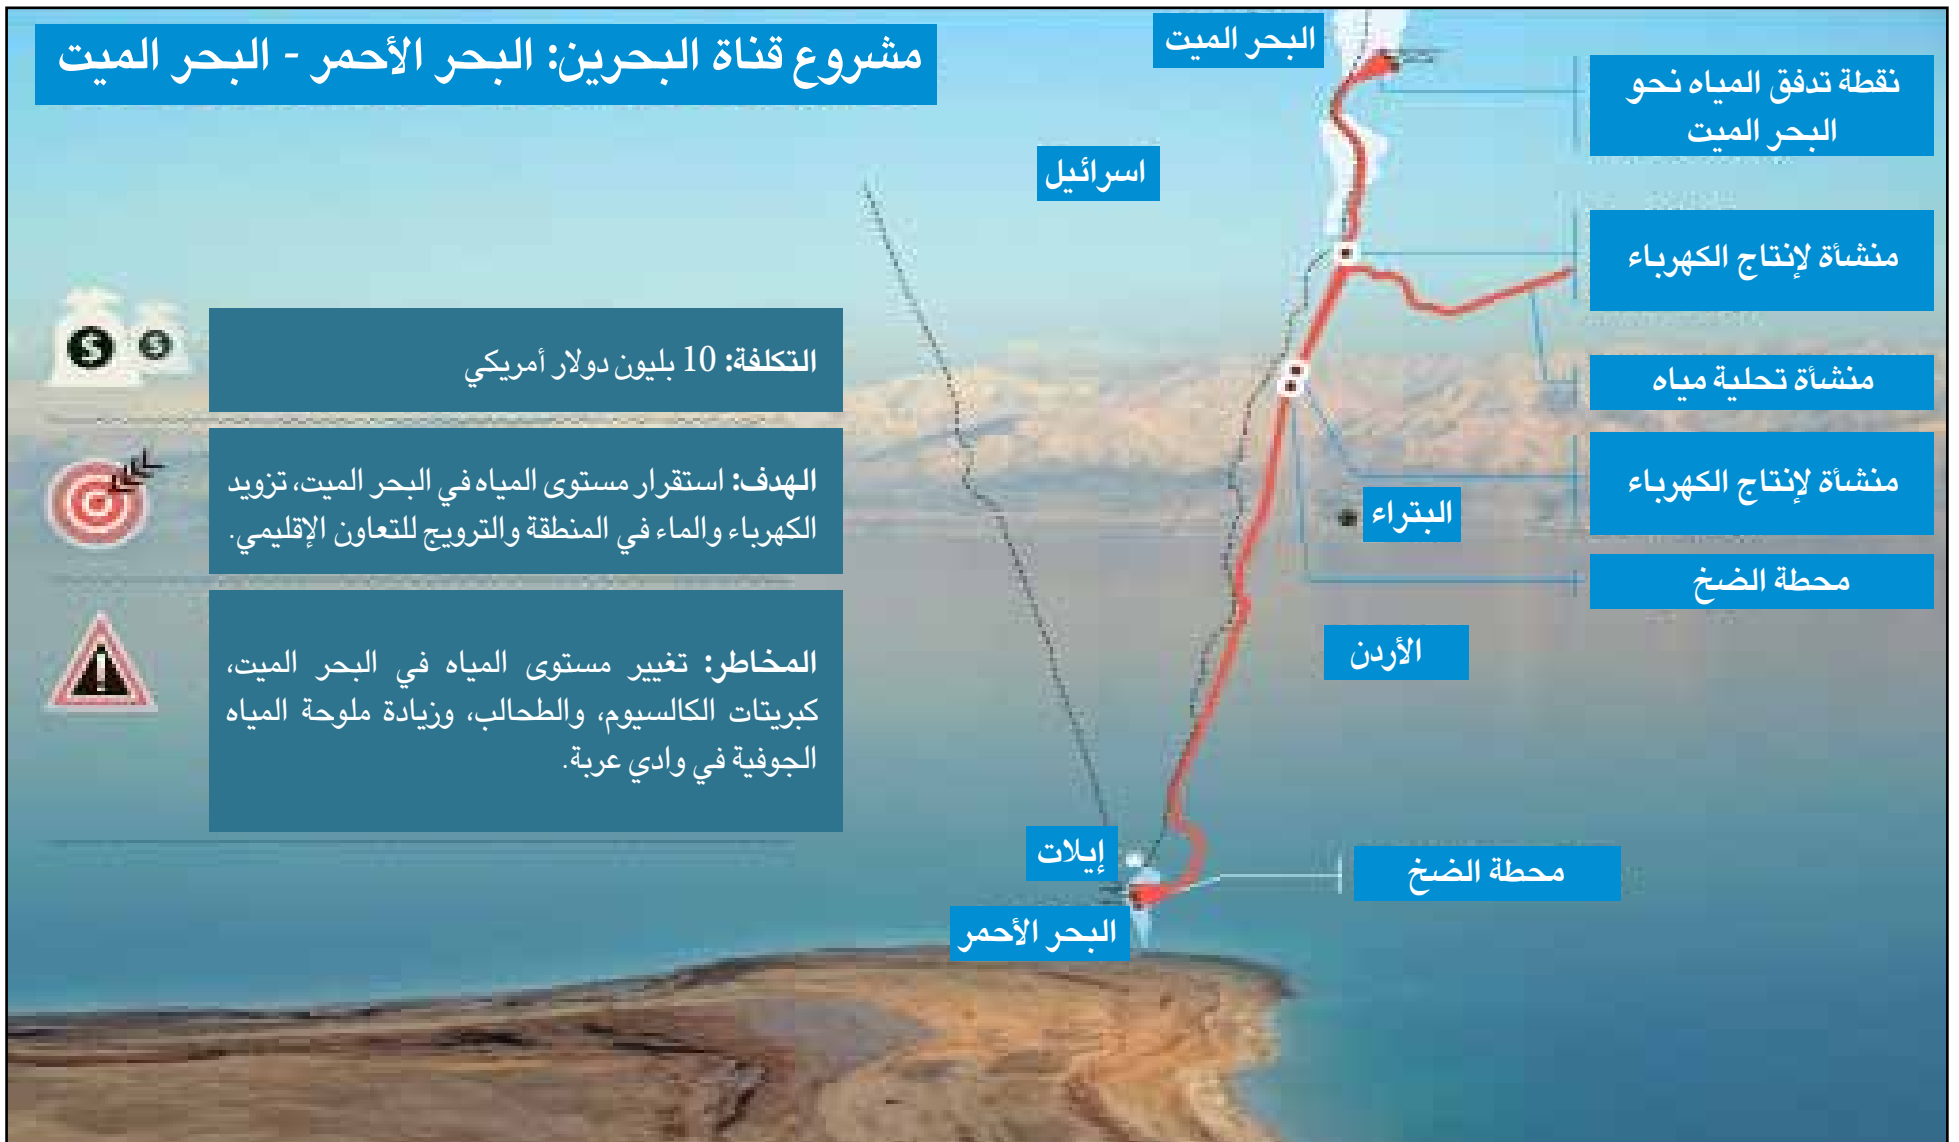 مشروع قناة البحرين: البحر الأحمر - البحر الميت
البحر الميت
نقطة تدفق المياه نحو
البحر الميت
اسرائيل
منشأة لإنتاج الكهرباء
منشأة تحلية مياه
منشأة لإنتاج الكهرباء
البتراء
محطة الضخ
الأردن
التكلفة: 10 بليون دولار أمريكي
الهدف: استقرار مستوى المياه في البحر الميت، تزويد
الكهرباء والماء في المنطقة والترويج للتعاون الإقليمي.
المخاطر: تغيير مستوى المياه في البحر الميت،
كبريتات الكالسيوم، والطحالب، وزيادة ملوحة المياه
الجوفية في وادي عربة.
إيلات
محطة الضخ
البحر الأحمر